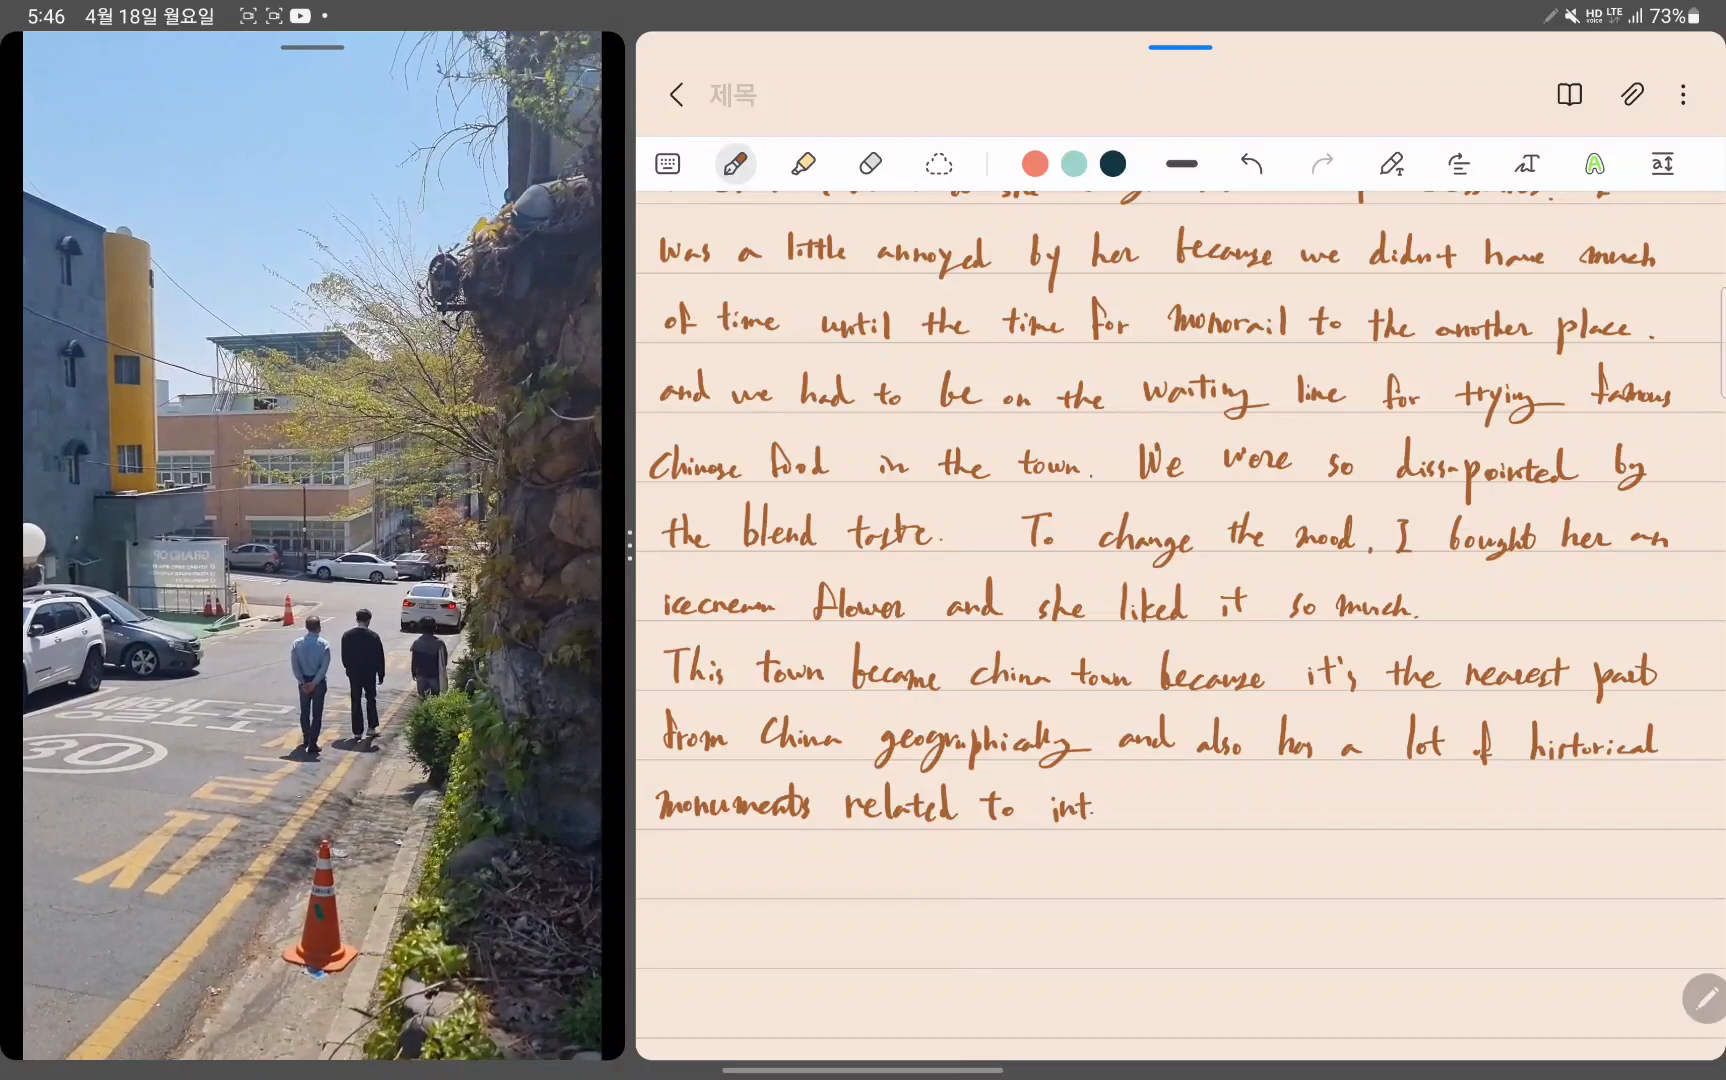 5:46 4월 18일 월요일
HD voice LTE 73%
제목
was a little annoyed by her because we didn't have much
of time until the time for monorail to the another place.
and we had to be on the waiting line for trying famous
Chinese food in the town. We were so dissapointed by
the blend taste. To change the mood, I bought her an
icecream flower and she liked it so much.
This town became china town because it's the nearest part
from China geographically and also has a lot of historical
monuments related to int.
30